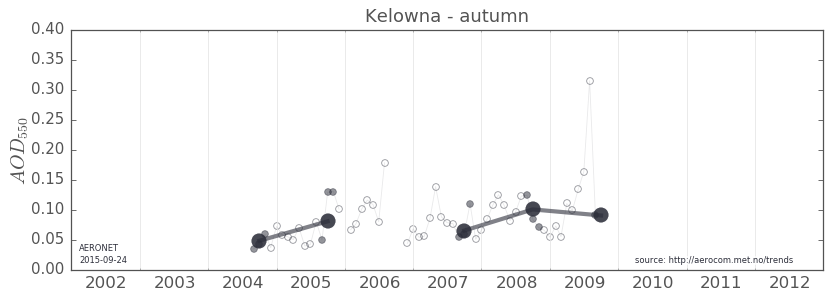 Kelowna - autumn
0.40
0.35
0.30
0.25
0.20
0.15
0.10
0.05
0.00
AOD550
AERONET
2015-09-24
source: http://aerocom.met.no/trends
2002 2003 2004 2005 2006 2007 2008 2009 2010 2011 2012